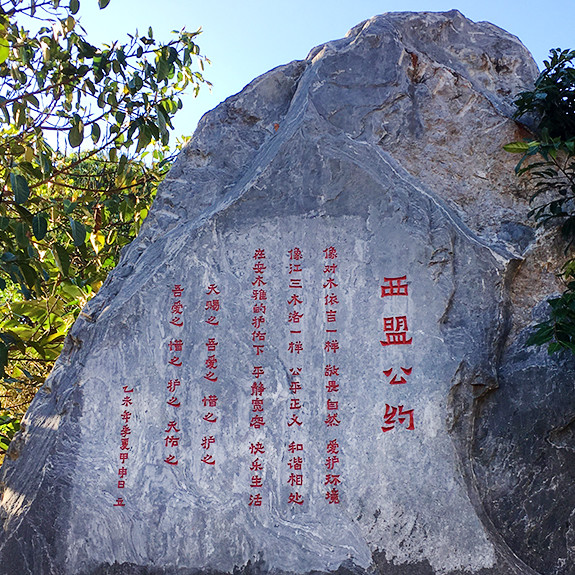 西盟公约
像对木依吉一样 敬畏自然 爱护环境
像江三木洛一样 公平正义 和谐相处
在安木雅的护佑下 平静宽容 快乐生活
天赐之 吾爱之 惜之 护之
吾爱之 惜之 护之 天佑之
乙未年季夏甲申日 立